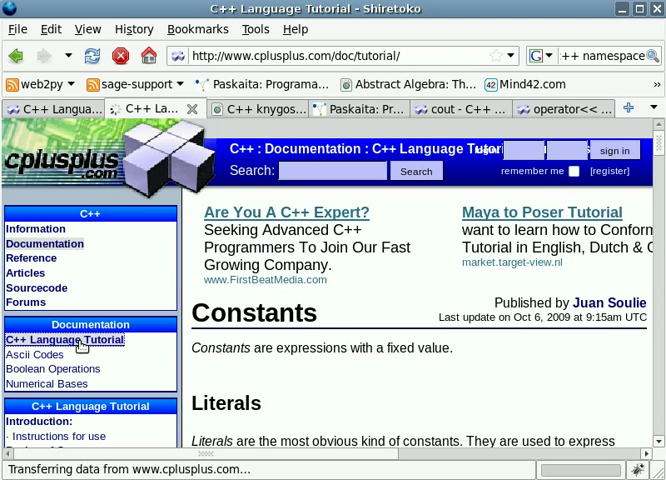 C++ Language Tutorial - Shiretoko
File Edit View History Bookmarks Tools Help
http://www.cplusplus.com/doc/tutorial/
++ namespace
web2py sage-support Paskaita: Programa... Abstract Algebra: Th... Mind42.com »
C++ Langua... C++ La... C++ knygos... Paskaita: Pr... cout - C++ ... operator<< ...
cplusplus
.com
C++ : Documentation : C++ Language Tutori
sign in
Search: Search
remember me [register]
C++
Information
Documentation
Reference
Articles
Sourcecode
Forums
Documentation
C++ Language Tutorial
Ascii Codes
Boolean Operations
Numerical Bases
C++ Language Tutorial
Introduction:
· Instructions for use
Are You A C++ Expert?
Seeking Advanced C++
Programmers To Join Our Fast
Growing Company.
www.FirstBeatMedia.com
Maya to Poser Tutorial
want to learn how to Conform
Tutorial in English, Dutch & G
market.target-view.nl
Constants
Published by Juan Soulie
Last update on Oct 6, 2009 at 9:15am UTC
Constants are expressions with a fixed value.
Literals
Literals are the most obvious kind of constants. They are used to express
Transferring data from www.cplusplus.com...